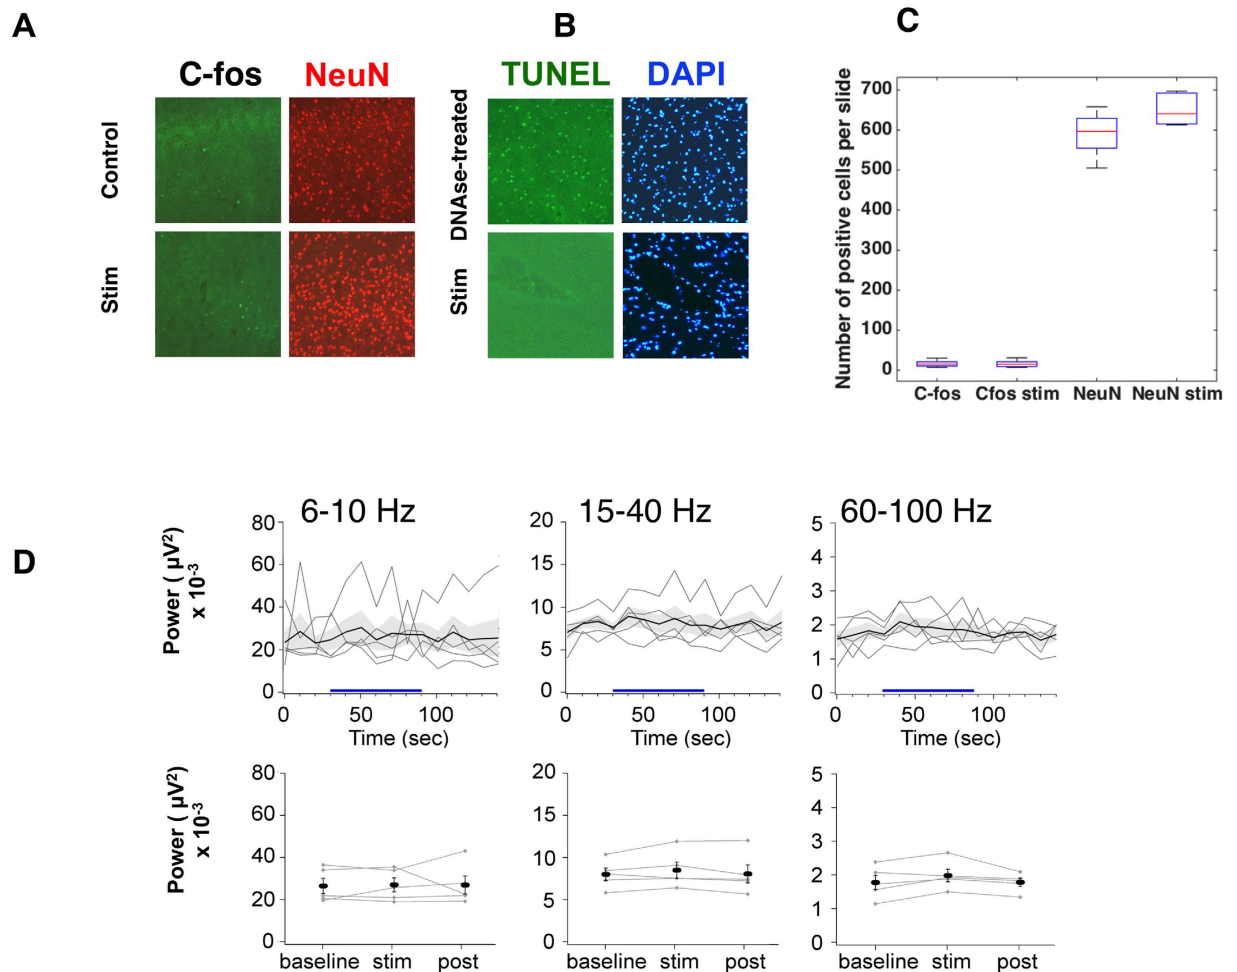 A
B
C
C-fos NeuN
TUNEL DAPI
Control
Stim
DNAse-treated
Stim
Number of positive cells per slide
700
600
500
400
300
200
100
0
C-fos Cfos stim NeuN NeuN stim
D
6-10 Hz
Power ( µV²)
x 10⁻³
80
60
40
20
0
0 50 100
Time (sec)
15-40 Hz
20
15
10
5
0
0 50 100
Time (sec)
60-100 Hz
5
4
3
2
1
0
0 50 100
Time (sec)
Power ( µV²)
x 10⁻³
80
60
40
20
0
baseline stim post
20
15
10
5
0
baseline stim post
5
4
3
2
1
0
baseline stim post